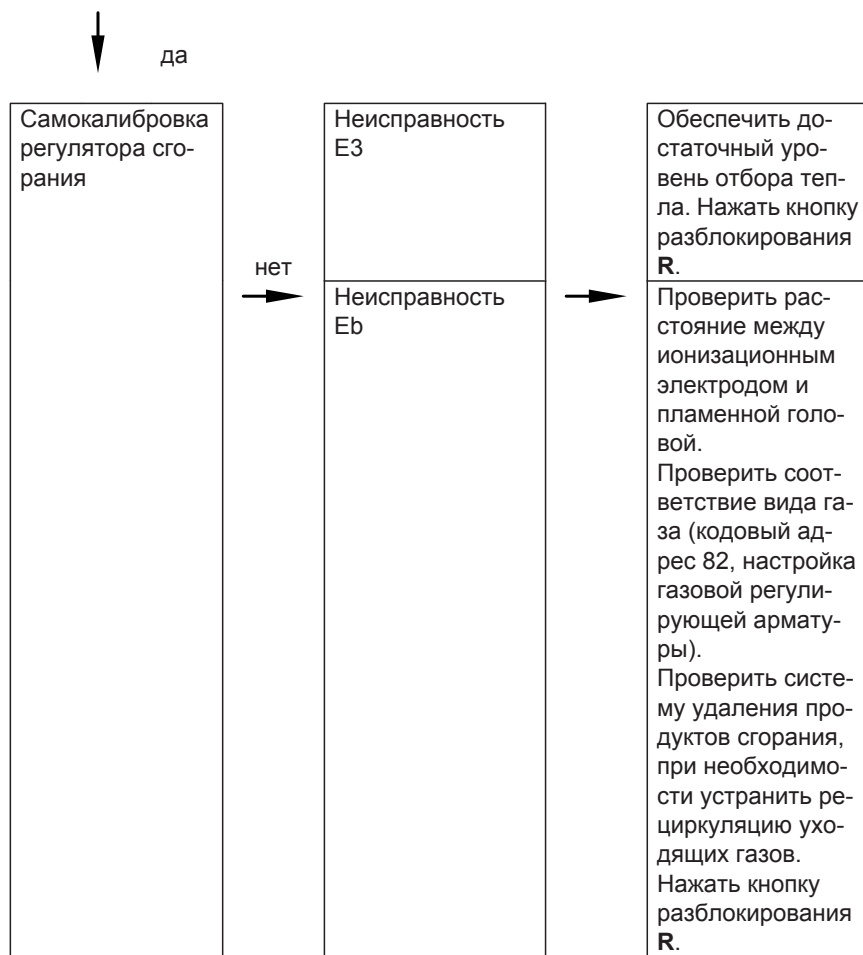 да
Самокалибровка
регулятора сго-
рания
нет
Неисправность
E3
Обеспечить до-
статочный уро-
вень отбора теп-
ла. Нажать кнопку
разблокирования
R.
Неисправность
Eb
Проверить рас-
стояние между
ионизационным
электродом и
пламенной голо-
вой.
Проверить соот-
ветствие вида га-
за (кодовый ад-
рес 82, настройка
газовой регули-
рующей армату-
ры).
Проверить систе-
му удаления про-
дуктов сгорания,
при необходимо-
сти устранить ре-
циркуляцию ухо-
дящих газов.
Нажать кнопку
разблокирования
R.